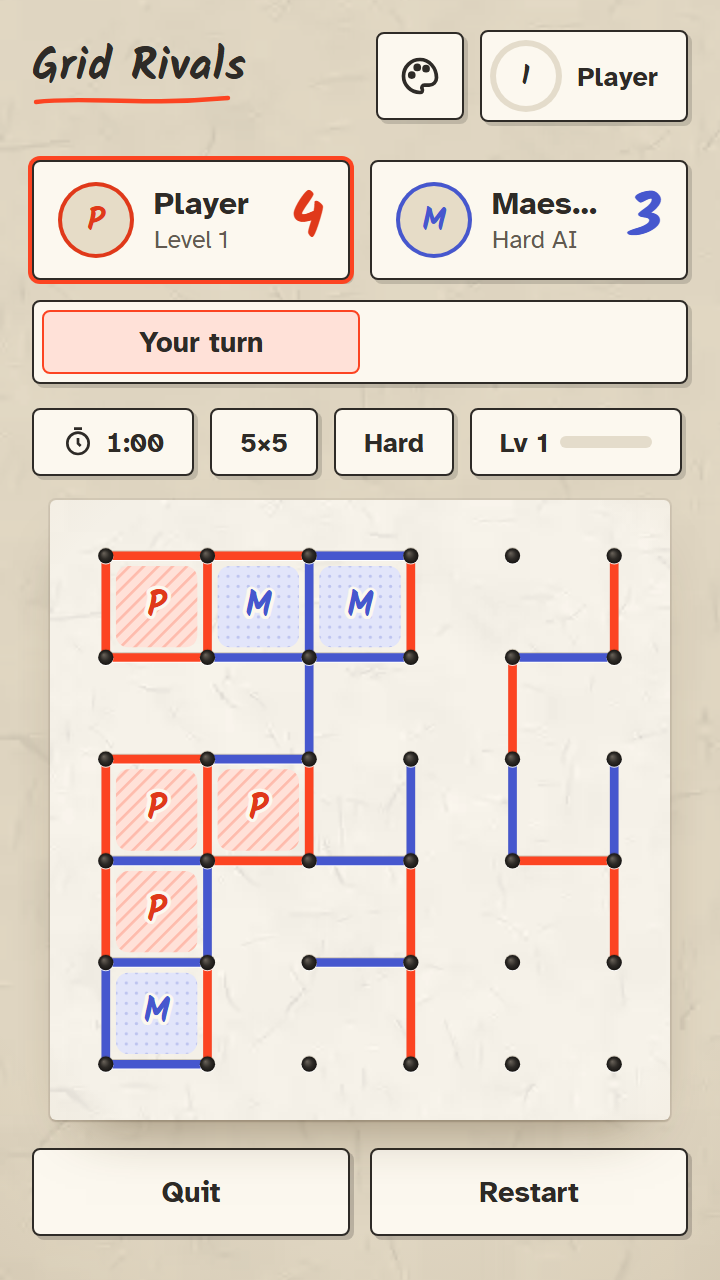 Grid Rivals
I
Player
P
Player
Level 1
4
M
Maes...
Hard AI
3
Your turn
1:00
5×5
Hard
Lv 1
P M M
P P
P
M
Quit
Restart